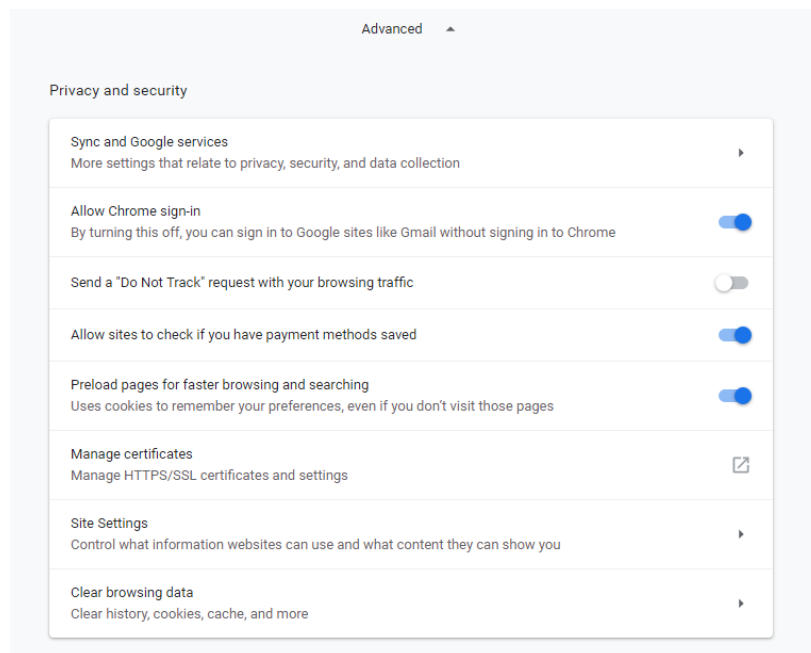 Advanced
Privacy and security
Sync and Google services
More settings that relate to privacy, security, and data collection
Allow Chrome sign-in
By turning this off, you can sign in to Google sites like Gmail without signing in to Chrome
Send a "Do Not Track" request with your browsing traffic
Allow sites to check if you have payment methods saved
Preload pages for faster browsing and searching
Uses cookies to remember your preferences, even if you don't visit those pages
Manage certificates
Manage HTTPS/SSL certificates and settings
Site Settings
Control what information websites can use and what content they can show you
Clear browsing data
Clear history, cookies, cache, and more